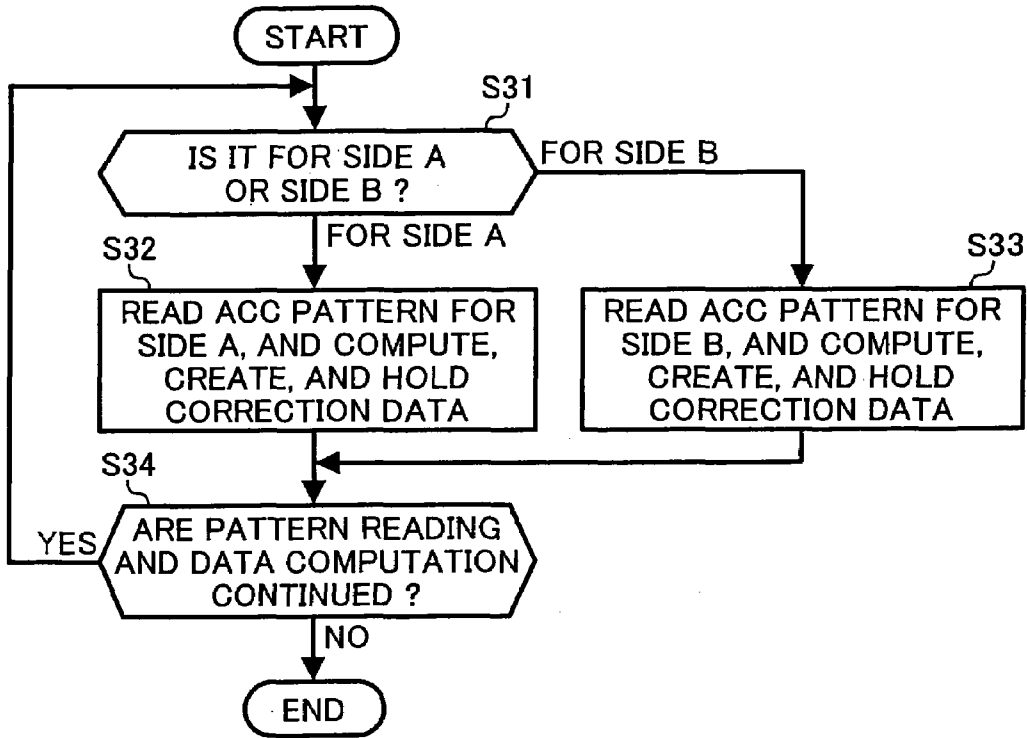 START
S31
IS IT FOR SIDE A
OR SIDE B ?
FOR SIDE B
FOR SIDE A
S32
READ ACC PATTERN FOR
SIDE A, AND COMPUTE,
CREATE, AND HOLD
CORRECTION DATA
S33
READ ACC PATTERN FOR
SIDE B, AND COMPUTE,
CREATE, AND HOLD
CORRECTION DATA
S34
ARE PATTERN READING
AND DATA COMPUTATION
CONTINUED ?
YES
NO
END